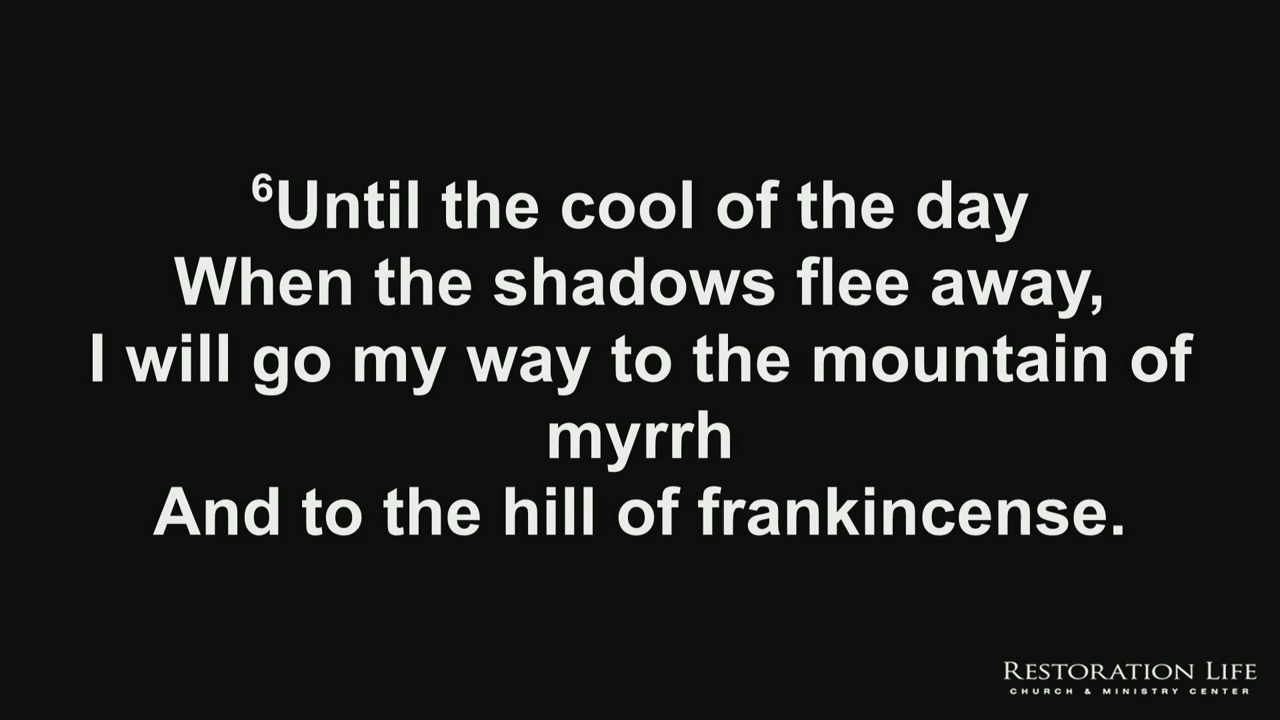 ⁶Until the cool of the day
When the shadows flee away,
I will go my way to the mountain of
myrrh
And to the hill of frankincense.
RESTORATION LIFE
CHURCH & MINISTRY CENTER